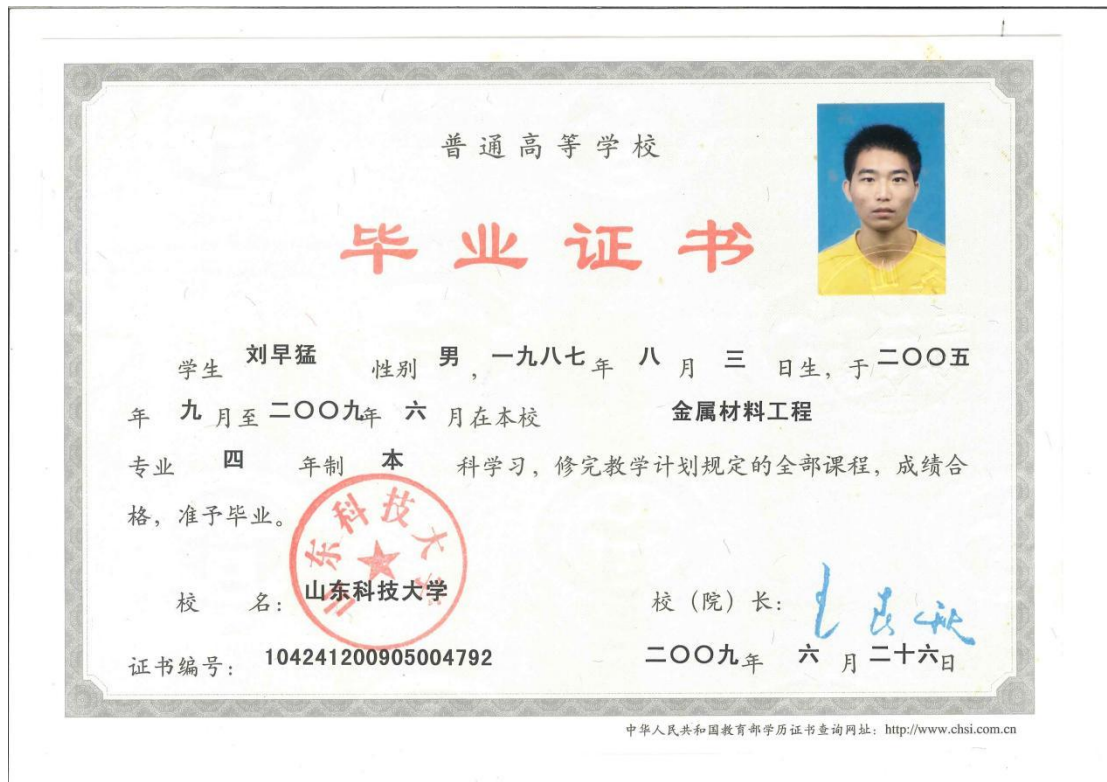 普通高等学校
毕业证书
学生 刘早猛 性别 男 , 一九八七 年 八 月 三 日生, 于 二〇〇五
年 九 月至 二〇〇九年 六 月在本校 金属材料工程
专业 四 年制 本 科学习, 修完教学计划规定的全部课程, 成绩合
格, 准予毕业。
山东科技大学
校 名: 山东科技大学 校(院)长:
证书编号: 104241200905004792 二〇〇九年 六 月 二十六日
中华人民共和国教育部学历证书查询网址: http://www.chsi.com.cn